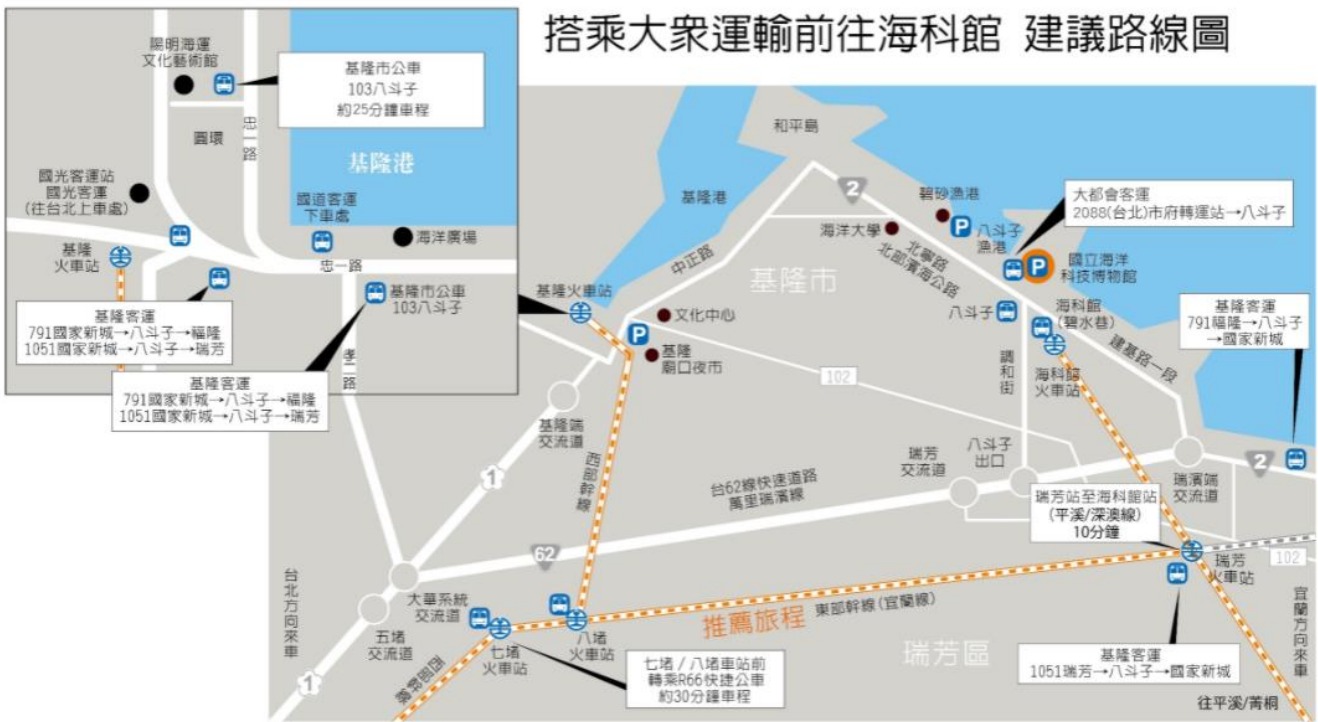 搭乘大眾運輸前往海科館 建議路線圖
陽明海運
文化藝術館
基隆市公車
103八斗子
約25分鐘車程
圓環
忠一路
基隆港
國光客運站
國光客運
(往台北上車處)
國道客運
下車處
海洋廣場
基隆
火車站
忠一路
基隆市公車
103八斗子
基隆客運
791國家新城→八斗子→福隆
1051國家新城→八斗子→瑞芳
孝二路
基隆客運
791國家新城→八斗子→福隆
1051國家新城→八斗子→瑞芳
和平島
基隆港
2
碧砂漁港
P
八斗子
漁港
大都會客運
2088(台北)市府轉運站→八斗子
海洋大學
北寧路
北部濱海公路
P
國立海洋
科技博物館
中正路
基隆市
基隆火車站
文化中心
P
基隆
廟口夜市
八斗子
海科館
(碧水巷)
基隆客運
791福隆→八斗子
→國家新城
建基路一段
調和街
海科館
火車站
102
基隆端
交流道
西部幹線
1
瑞芳
交流道
八斗子
出口
2
瑞濱端
交流道
台62線快速道路
萬里瑞濱線
瑞芳站至海科館站
(平溪/深澳線)
10分鐘
62
102
瑞芳
火車站
台北方向來車
大華系統
交流道
五堵
交流道
七堵
火車站
八堵
火車站
推薦旅程
東部幹線(宜蘭線)
瑞芳區
宜蘭方向來車
1
西部幹線
七堵/八堵車站前
轉乘R66快捷公車
約30分鐘車程
基隆客運
1051瑞芳→八斗子→國家新城
往平溪/菁桐